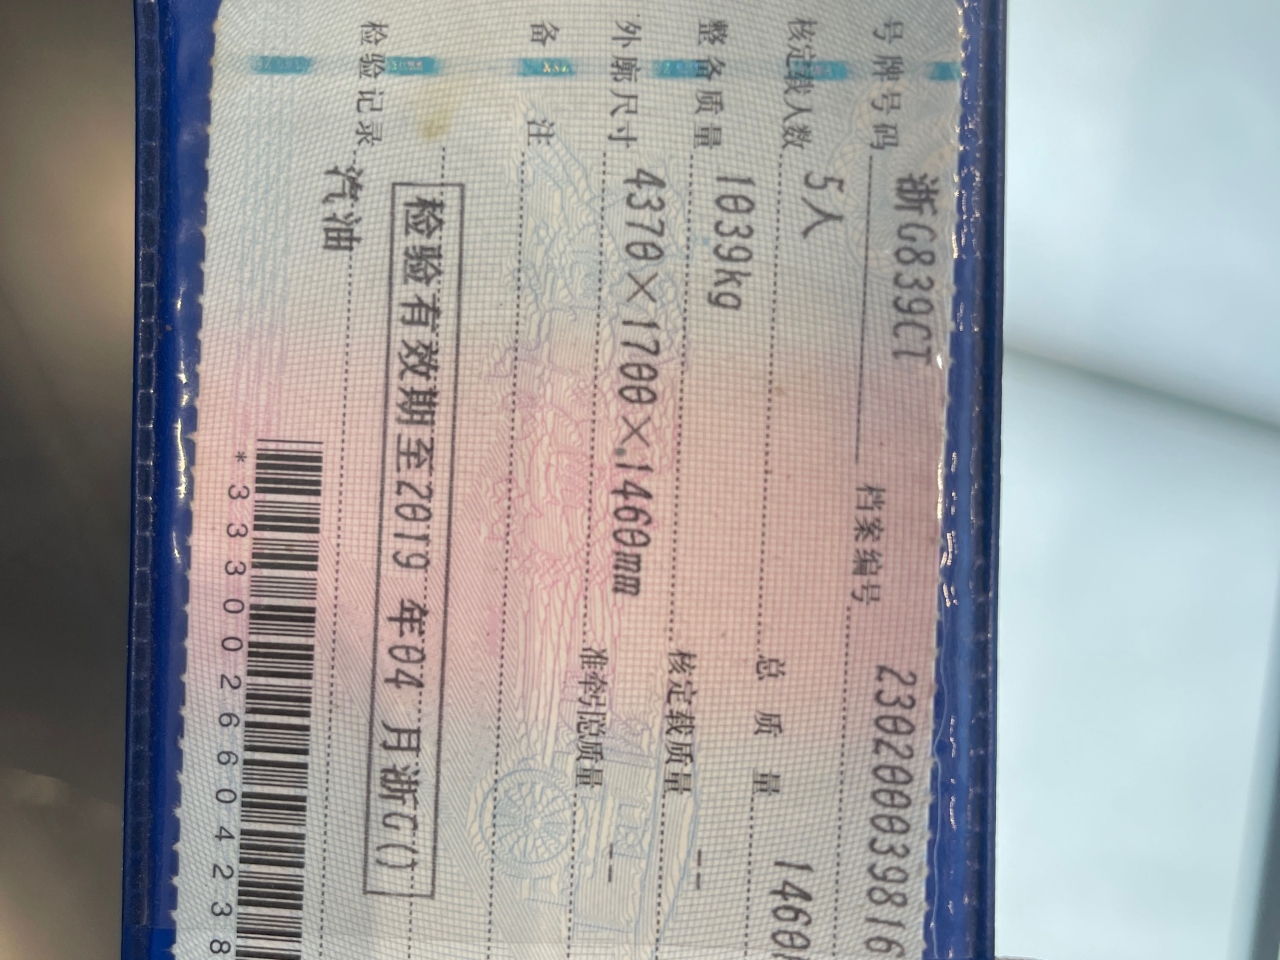 号牌号码 浙G839CT 档案编号 230200039816
核定载人数 5人 总质量 1460
整备质量 1039kg 核定载质量 --
外廓尺寸 4370×1700×1460mm 准牵引总质量 --
备注
检验有效期至2019年04月浙G()
检验记录
汽油
*3330026604238